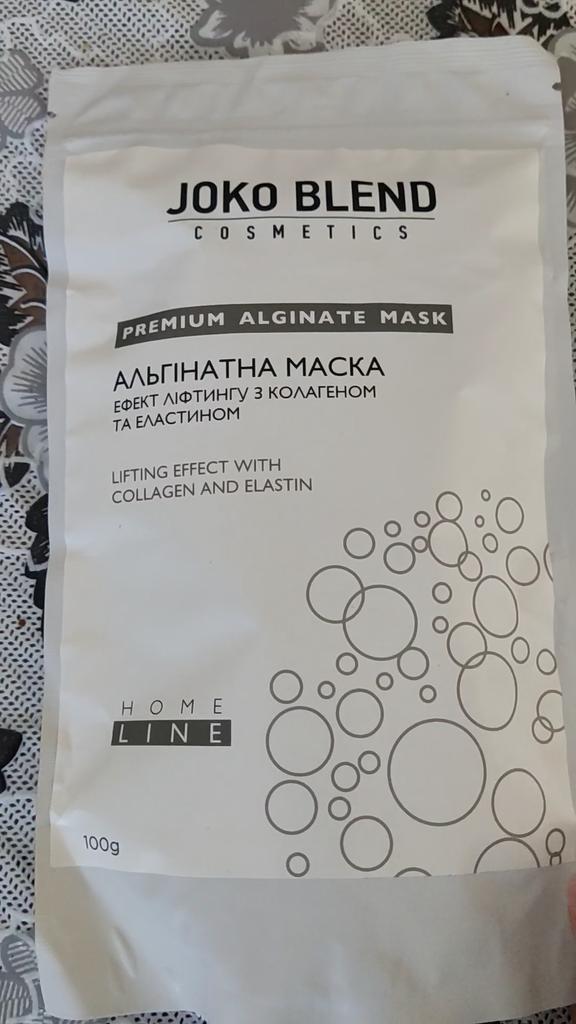 JOKO BLEND
COSMETICS
PREMIUM ALGINATE MASK
АЛЬГІНАТНА МАСКА
ЕФЕКТ ЛІФТИНГУ З КОЛАГЕНОМ
ТА ЕЛАСТИНОМ
LIFTING EFFECT WITH
COLLAGEN AND ELASTIN
HOME
LINE
100g